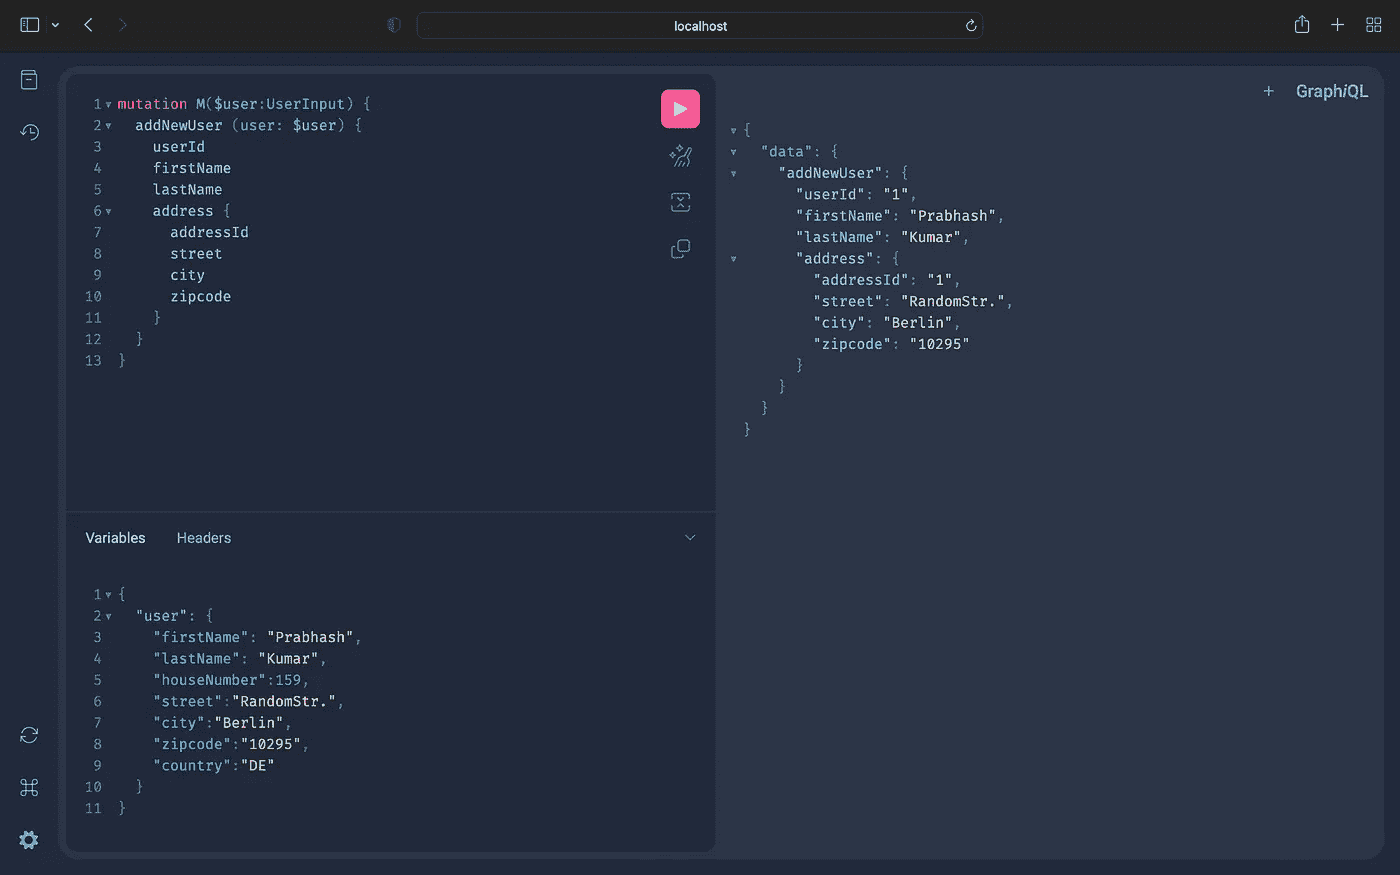 localhost
1 mutation M($user:UserInput) {
2 addNewUser (user: $user) {
3 userId
4 firstName
5 lastName
6 address {
7 addressId
8 street
9 city
10 zipcode
11 }
12 }
13 }
Variables Headers
1 {
2 "user": {
3 "firstName": "Prabhash",
4 "lastName": "Kumar",
5 "houseNumber":159,
6 "street":"RandomStr.",
7 "city":"Berlin",
8 "zipcode":"10295",
9 "country":"DE"
10 }
11 }
+ GraphiQL
{
"data": {
"addNewUser": {
"userId": "1",
"firstName": "Prabhash",
"lastName": "Kumar",
"address": {
"addressId": "1",
"street": "RandomStr.",
"city": "Berlin",
"zipcode": "10295"
}
}
}
}